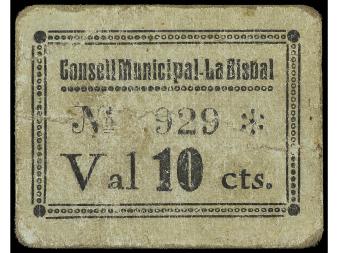 Consell Municipal-La Bisbal
Nº 929 *
Val 10 cts.